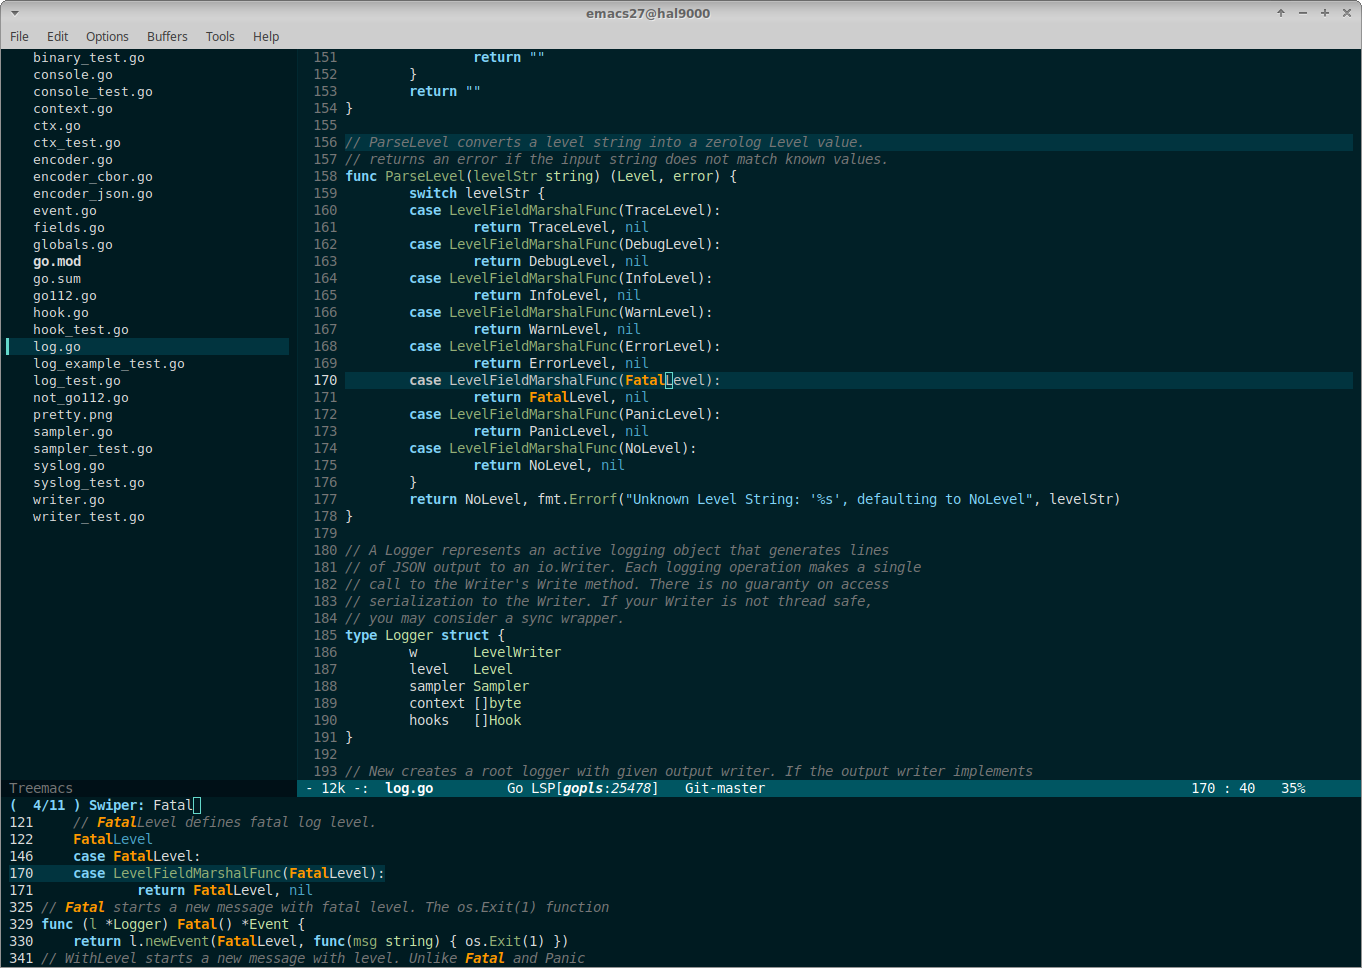 emacs27@hal9000
File Edit Options Buffers Tools Help
binary_test.go
console.go
console_test.go
context.go
ctx.go
ctx_test.go
encoder.go
encoder_cbor.go
encoder_json.go
event.go
fields.go
globals.go
go.mod
go.sum
go112.go
hook.go
hook_test.go
log.go
log_example_test.go
log_test.go
not_go112.go
pretty.png
sampler.go
sampler_test.go
syslog.go
syslog_test.go
writer.go
writer_test.go
Treemacs
151                 return ""
152         }
153         return ""
154 }
155
156 // ParseLevel converts a level string into a zerolog Level value.
157 // returns an error if the input string does not match known values.
158 func ParseLevel(levelStr string) (Level, error) {
159         switch levelStr {
160         case LevelFieldMarshalFunc(TraceLevel):
161                 return TraceLevel, nil
162         case LevelFieldMarshalFunc(DebugLevel):
163                 return DebugLevel, nil
164         case LevelFieldMarshalFunc(InfoLevel):
165                 return InfoLevel, nil
166         case LevelFieldMarshalFunc(WarnLevel):
167                 return WarnLevel, nil
168         case LevelFieldMarshalFunc(ErrorLevel):
169                 return ErrorLevel, nil
170         case LevelFieldMarshalFunc(FatalLevel):
171                 return FatalLevel, nil
172         case LevelFieldMarshalFunc(PanicLevel):
173                 return PanicLevel, nil
174         case LevelFieldMarshalFunc(NoLevel):
175                 return NoLevel, nil
176         }
177         return NoLevel, fmt.Errorf("Unknown Level String: '%s', defaulting to NoLevel", levelStr)
178 }
179
180 // A Logger represents an active logging object that generates lines
181 // of JSON output to an io.Writer. Each logging operation makes a single
182 // call to the Writer's Write method. There is no guaranty on access
183 // serialization to the Writer. If your Writer is not thread safe,
184 // you may consider a sync wrapper.
185 type Logger struct {
186         w       LevelWriter
187         level   Level
188         sampler Sampler
189         context []byte
190         hooks   []Hook
191 }
192
193 // New creates a root logger with given output writer. If the output writer implements
- 12k -:  log.go         Go LSP[gopls:25478]   Git-master   170 : 40   35%
(  4/11 ) Swiper: Fatal
121     // FatalLevel defines fatal log level.
122     FatalLevel
146     case FatalLevel:
170     case LevelFieldMarshalFunc(FatalLevel):
171             return FatalLevel, nil
325 // Fatal starts a new message with fatal level. The os.Exit(1) function
329 func (l *Logger) Fatal() *Event {
330     return l.newEvent(FatalLevel, func(msg string) { os.Exit(1) })
341 // WithLevel starts a new message with level. Unlike Fatal and Panic